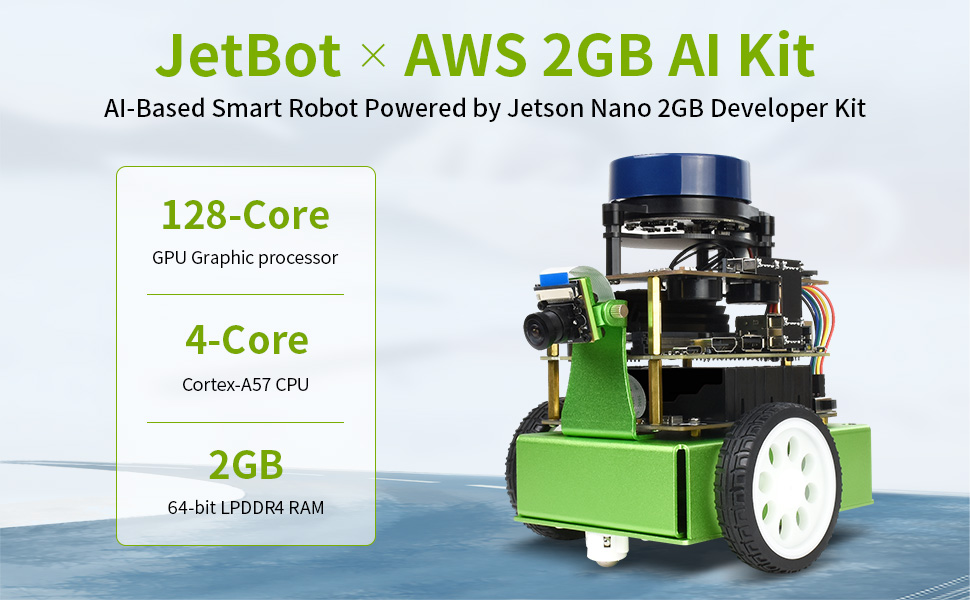 JetBot × AWS 2GB AI Kit
AI-Based Smart Robot Powered by Jetson Nano 2GB Developer Kit
128-Core
GPU Graphic processor
4-Core
Cortex-A57 CPU
2GB
64-bit LPDDR4 RAM